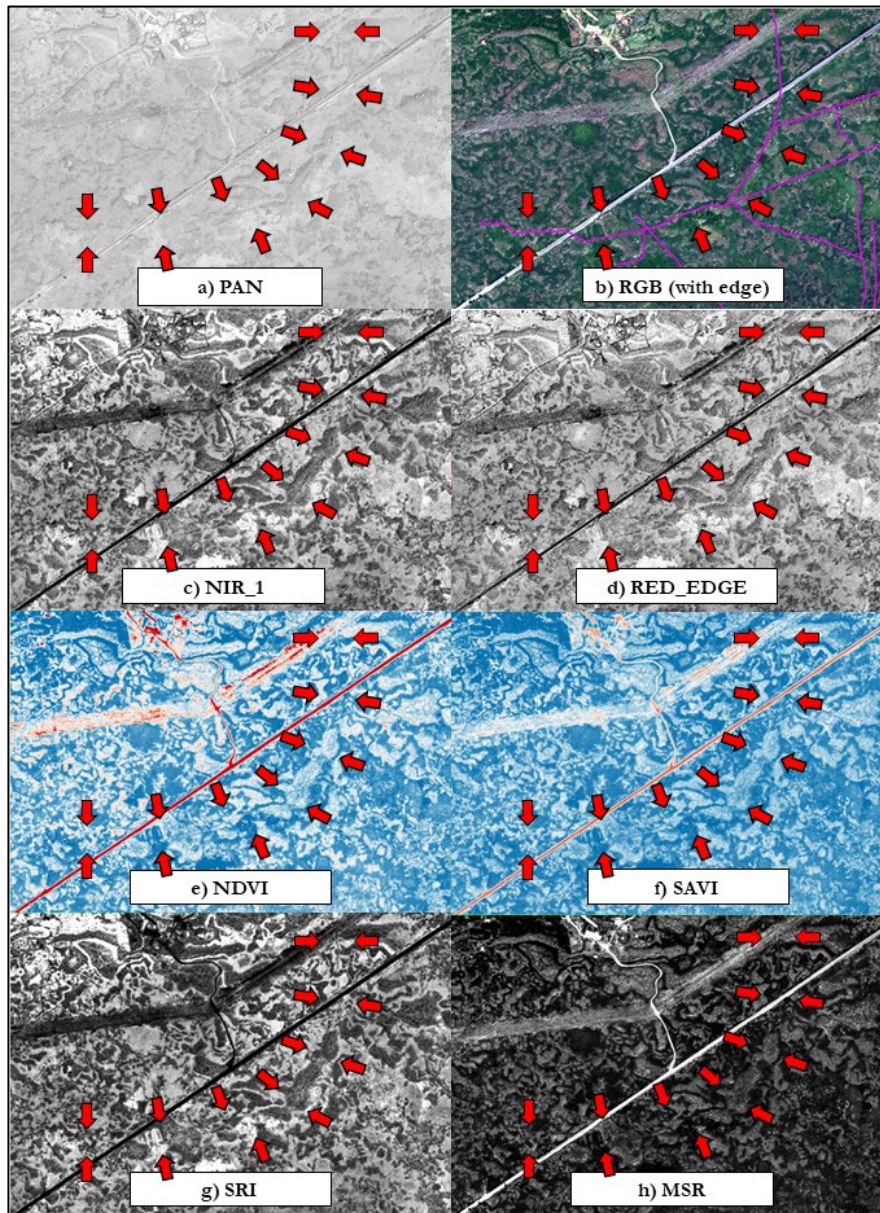 a) PAN
b) RGB (with edge)
c) NIR_1
d) RED_EDGE
e) NDVI
f) SAVI
g) SRI
h) MSR